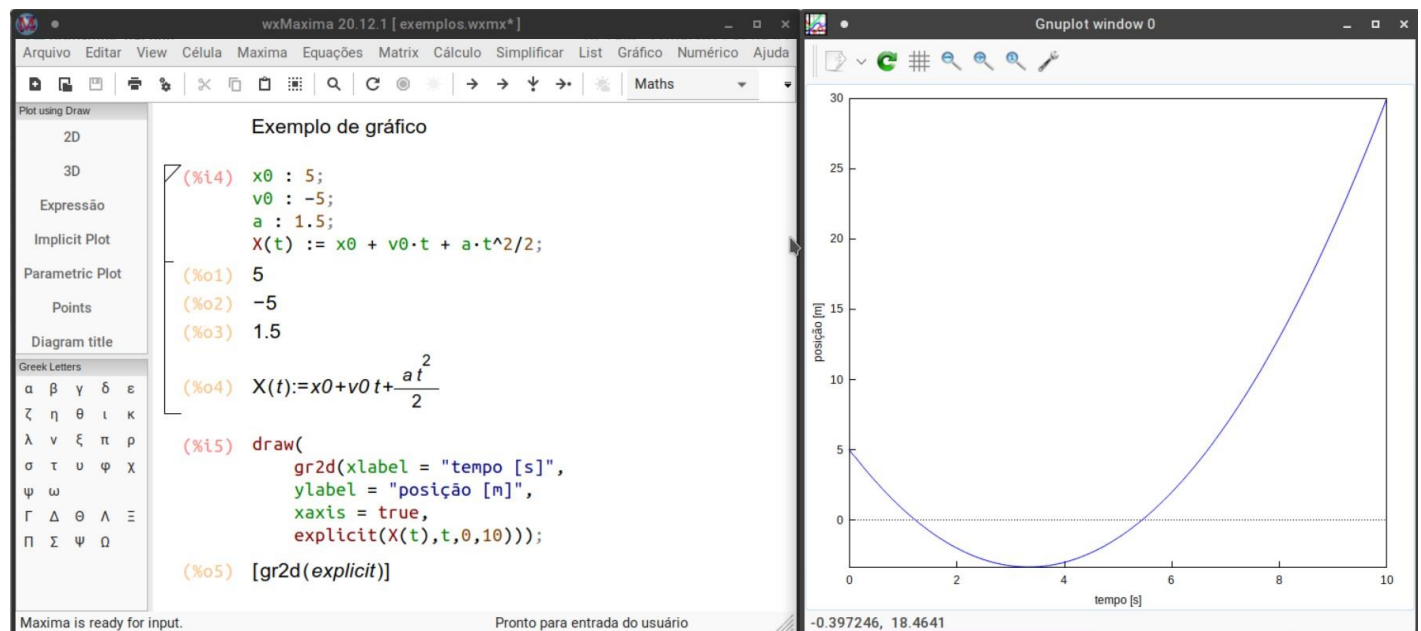 wxMaxima 20.12.1 [ exemplos.wxmx* ]
Arquivo Editar View Célula Maxima Equações Matrix Cálculo Simplificar List Gráfico Numérico Ajuda
Maths
Plot using Draw
2D
3D
Expressão
Implicit Plot
Parametric Plot
Points
Diagram title
Greek Letters
α β γ δ ε
ζ η θ ι κ
λ ν ξ π ρ
σ τ υ φ χ
ψ ω
Γ Δ Θ Λ Ξ
Π Σ Ψ Ω
Exemplo de gráfico
(%i4) x0 : 5;
v0 : −5;
a : 1.5;
X(t) := x0 + v0·t + a·t^2/2;
(%o1) 5
(%o2) −5
(%o3) 1.5
(%o4) X(t):=x0+v0 t+a t^2/2
(%i5) draw(
gr2d(xlabel = "tempo [s]",
ylabel = "posição [m]",
xaxis = true,
explicit(X(t),t,0,10)));
(%o5) [gr2d(explicit)]
Maxima is ready for input. Pronto para entrada do usuário
Gnuplot window 0
30
25
20
15
10
5
0
posição [m]
0 2 4 6 8 10
tempo [s]
-0.397246, 18.4641